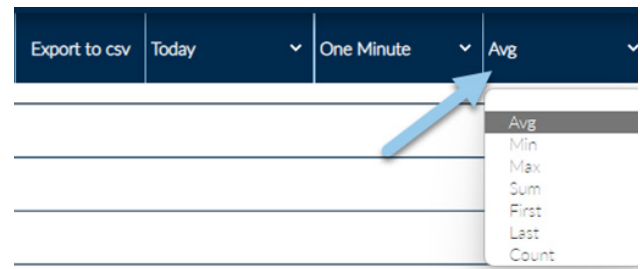 Export to csv Today One Minute Avg
Avg
Min
Max
Sum
First
Last
Count